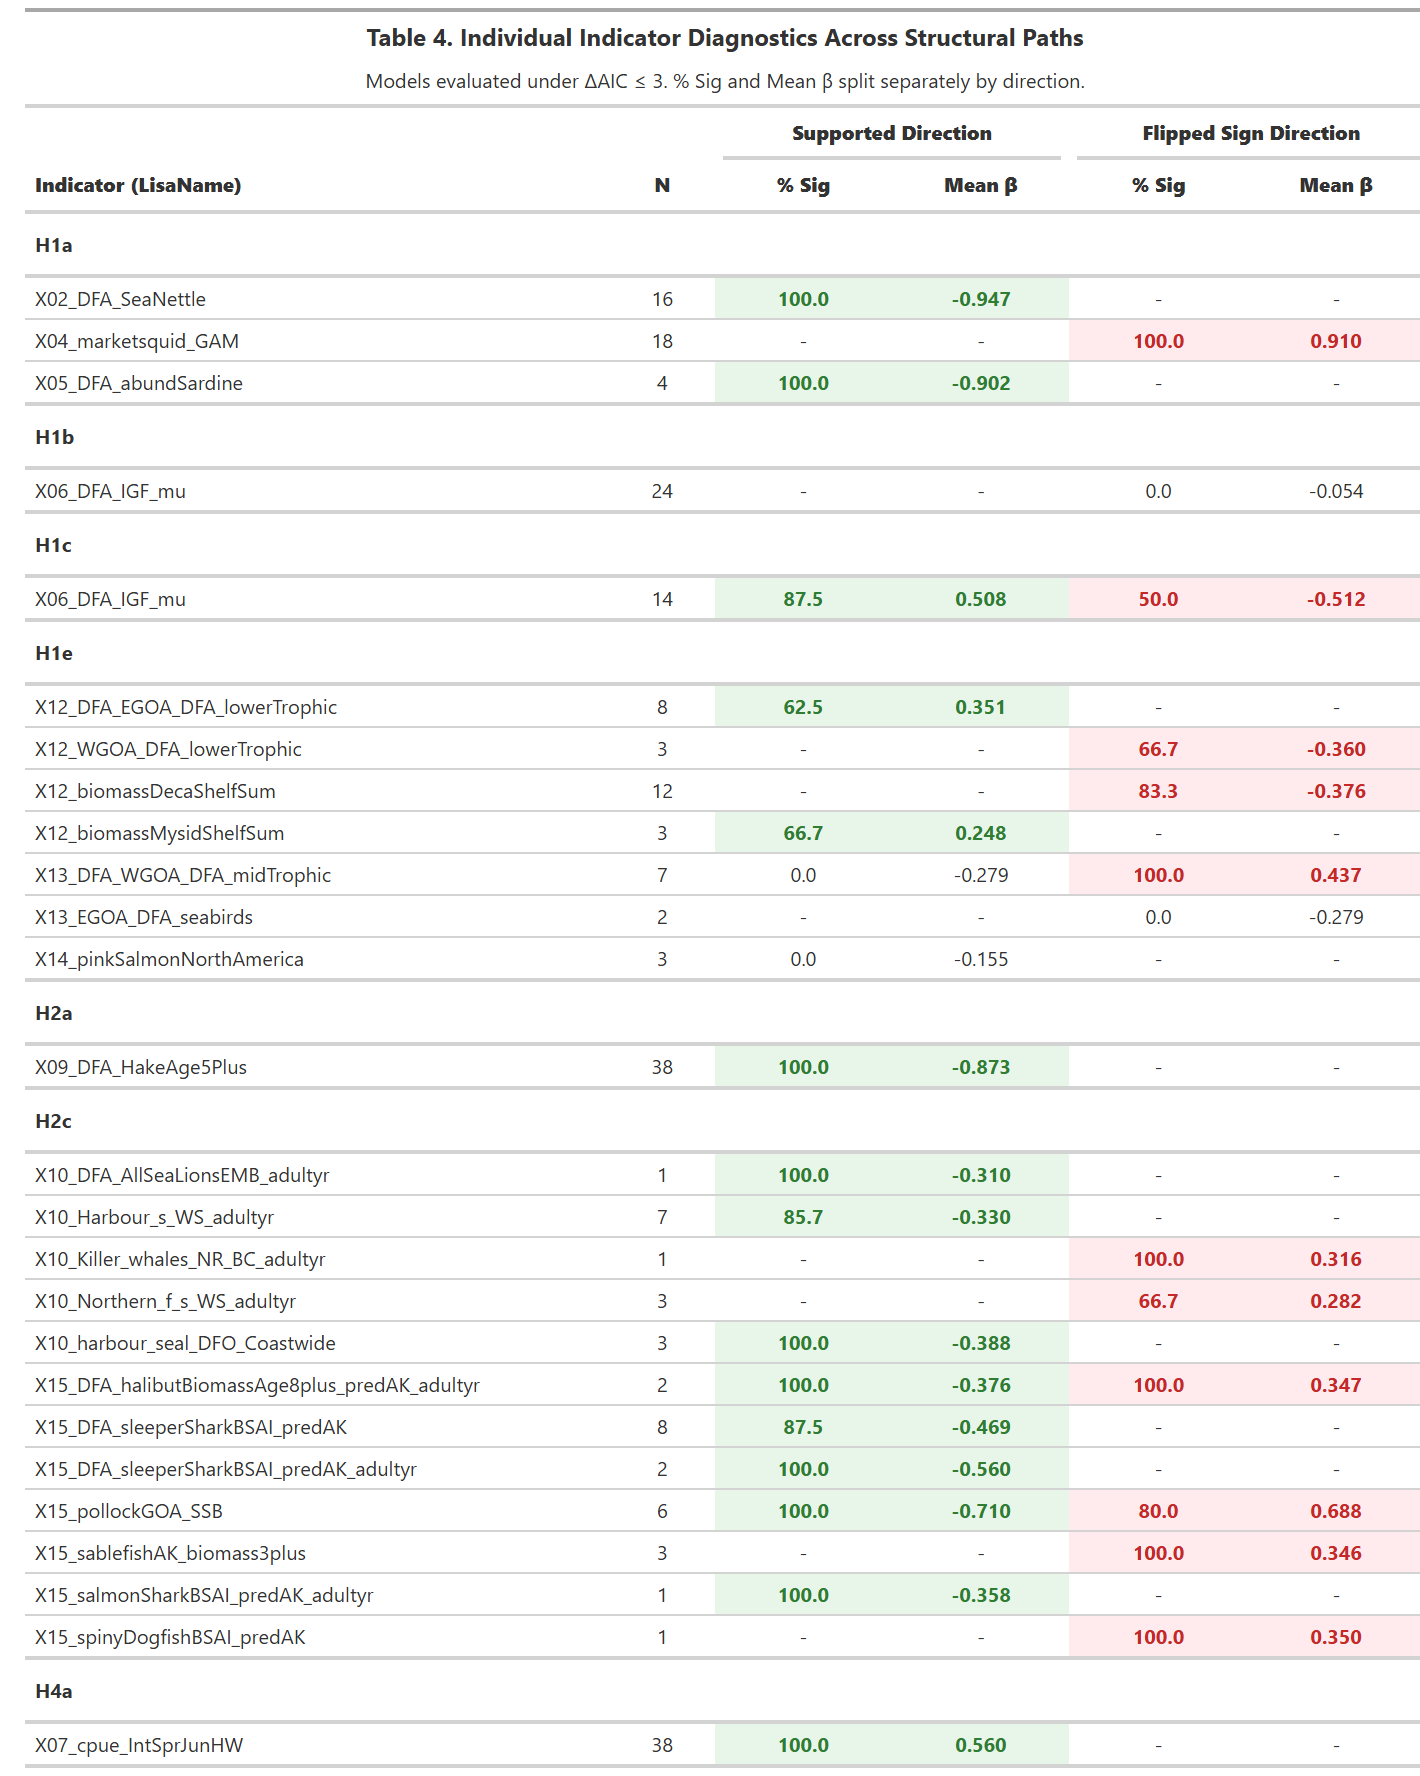 Table 4. Individual Indicator Diagnostics Across Structural Paths
Models evaluated under ΔAIC ≤ 3. % Sig and Mean β split separately by direction.
Supported Direction Flipped Sign Direction
Indicator (LisaName) N % Sig Mean β % Sig Mean β
H1a
X02_DFA_SeaNettle 16 100.0 -0.947 - -
X04_marketsquid_GAM 18 - - 100.0 0.910
X05_DFA_abundSardine 4 100.0 -0.902 - -
H1b
X06_DFA_IGF_mu 24 - - 0.0 -0.054
H1c
X06_DFA_IGF_mu 14 87.5 0.508 50.0 -0.512
H1e
X12_DFA_EGOA_DFA_lowerTrophic 8 62.5 0.351 - -
X12_WGOA_DFA_lowerTrophic 3 - - 66.7 -0.360
X12_biomassDecaShelfSum 12 - - 83.3 -0.376
X12_biomassMysidShelfSum 3 66.7 0.248 - -
X13_DFA_WGOA_DFA_midTrophic 7 0.0 -0.279 100.0 0.437
X13_EGOA_DFA_seabirds 2 - - 0.0 -0.279
X14_pinkSalmonNorthAmerica 3 0.0 -0.155 - -
H2a
X09_DFA_HakeAge5Plus 38 100.0 -0.873 - -
H2c
X10_DFA_AllSeaLionsEMB_adultyr 1 100.0 -0.310 - -
X10_Harbour_s_WS_adultyr 7 85.7 -0.330 - -
X10_Killer_whales_NR_BC_adultyr 1 - - 100.0 0.316
X10_Northern_f_s_WS_adultyr 3 - - 66.7 0.282
X10_harbour_seal_DFO_Coastwide 3 100.0 -0.388 - -
X15_DFA_halibutBiomassAge8plus_predAK_adultyr 2 100.0 -0.376 100.0 0.347
X15_DFA_sleeperSharkBSAI_predAK 8 87.5 -0.469 - -
X15_DFA_sleeperSharkBSAI_predAK_adultyr 2 100.0 -0.560 - -
X15_pollockGOA_SSB 6 100.0 -0.710 80.0 0.688
X15_sablefishAK_biomass3plus 3 - - 100.0 0.346
X15_salmonSharkBSAI_predAK_adultyr 1 100.0 -0.358 - -
X15_spinyDogfishBSAI_predAK 1 - - 100.0 0.350
H4a
X07_cpue_IntSprJunHW 38 100.0 0.560 - -